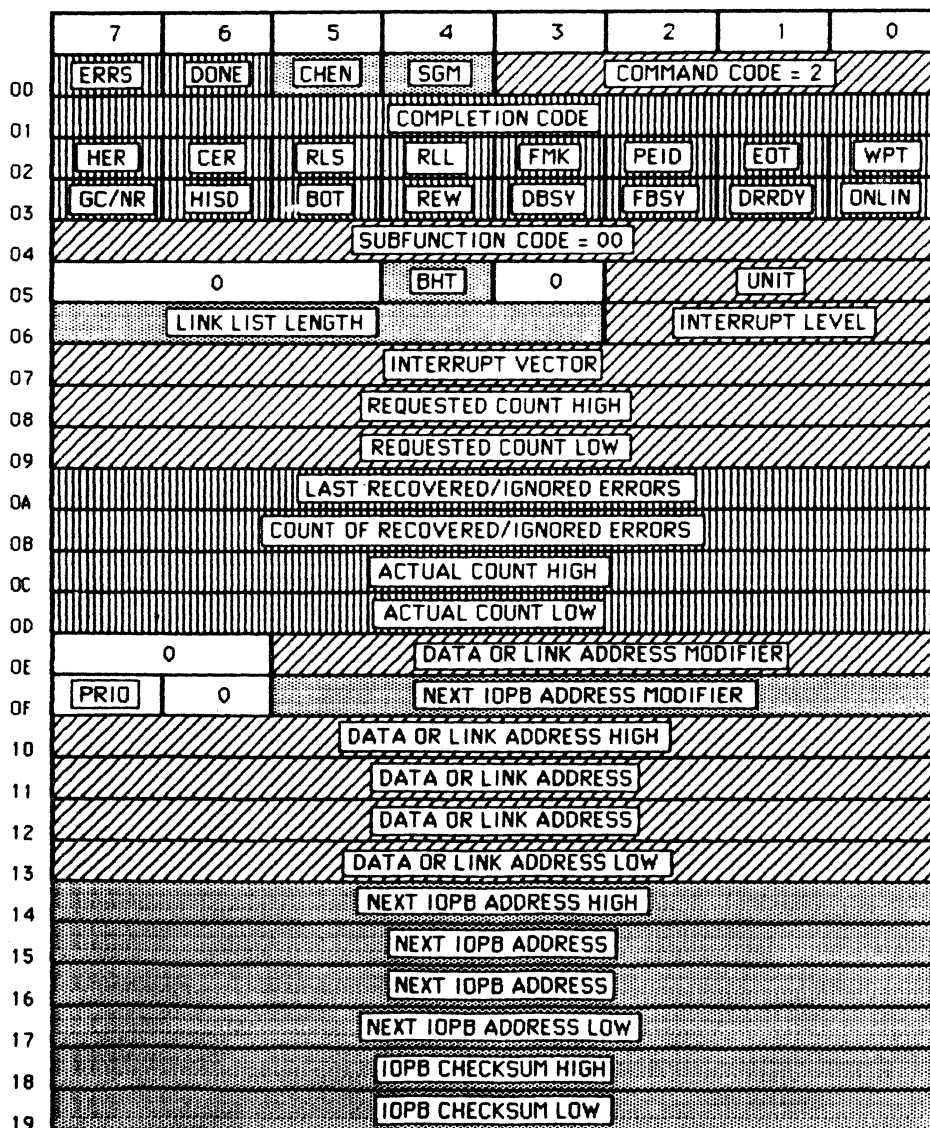 7 6 5 4 3 2 1 0
00 ERRS DONE CHEN SGM COMMAND CODE = 2
01 COMPLETION CODE
02 HER CER RLS RLL FMK PEID EOT WPT
03 GC/NR HISD BOT REW DBSY FBSY DRRDY ONLIN
04 SUBFUNCTION CODE = 00
05 0 BHT 0 UNIT
06 LINK LIST LENGTH INTERRUPT LEVEL
07 INTERRUPT VECTOR
08 REQUESTED COUNT HIGH
09 REQUESTED COUNT LOW
0A LAST RECOVERED/IGNORED ERRORS
0B COUNT OF RECOVERED/IGNORED ERRORS
0C ACTUAL COUNT HIGH
0D ACTUAL COUNT LOW
0E 0 DATA OR LINK ADDRESS MODIFIER
0F PRIO 0 NEXT IOPB ADDRESS MODIFIER
10 DATA OR LINK ADDRESS HIGH
11 DATA OR LINK ADDRESS
12 DATA OR LINK ADDRESS
13 DATA OR LINK ADDRESS LOW
14 NEXT IOPB ADDRESS HIGH
15 NEXT IOPB ADDRESS
16 NEXT IOPB ADDRESS
17 NEXT IOPB ADDRESS LOW
18 IOPB CHECKSUM HIGH
19 IOPB CHECKSUM LOW